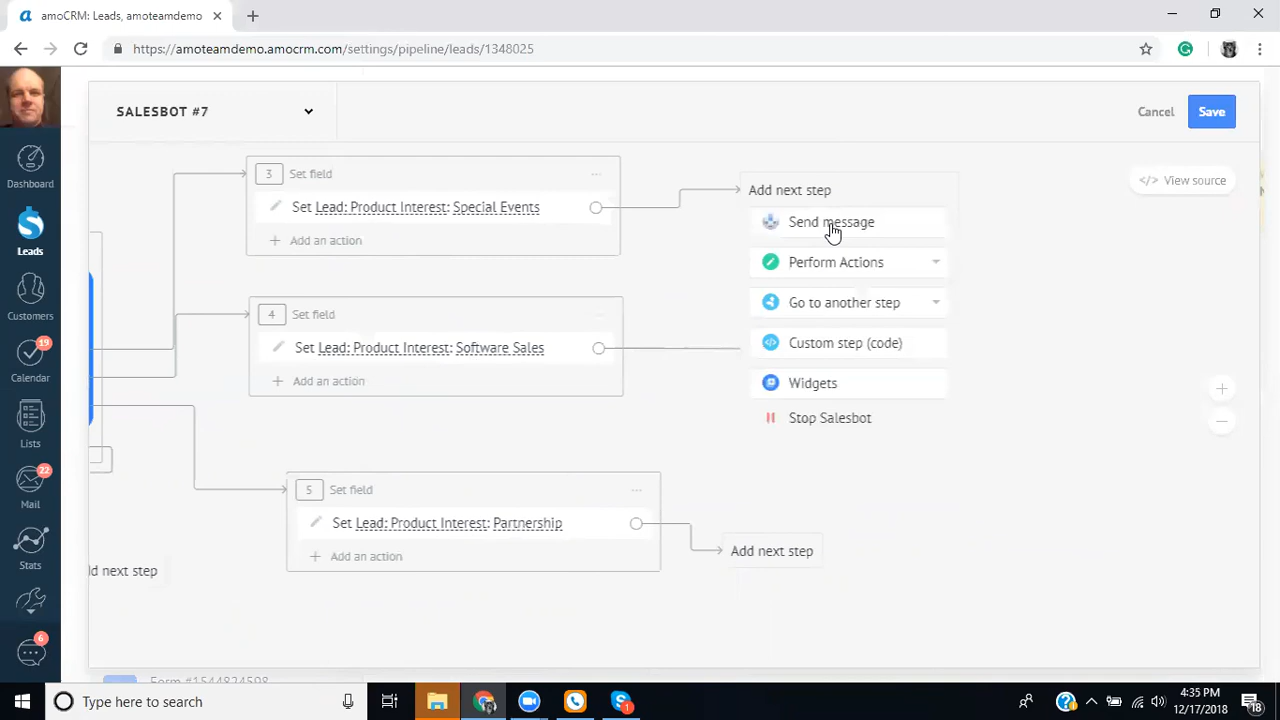 amoCRM: Leads, amoteamdemo
https://amoteamdemo.amocrm.com/settings/pipeline/leads/1348025
SALESBOT #7
Cancel
Save
</> View source
3 Set field
Set Lead: Product Interest: Special Events
Add an action
Add next step
Send message
Perform Actions
Go to another step
Custom step (code)
Widgets
Stop Salesbot
4 Set field
Set Lead: Product Interest: Software Sales
Add an action
5 Set field
Set Lead: Product Interest: Partnership
Add an action
Add next step
dd next step
Form #1544824598
Dashboard
Leads
Customers
19
Calendar
Lists
22
Mail
Stats
6
Type here to search
1
4:35 PM
12/17/2018
18